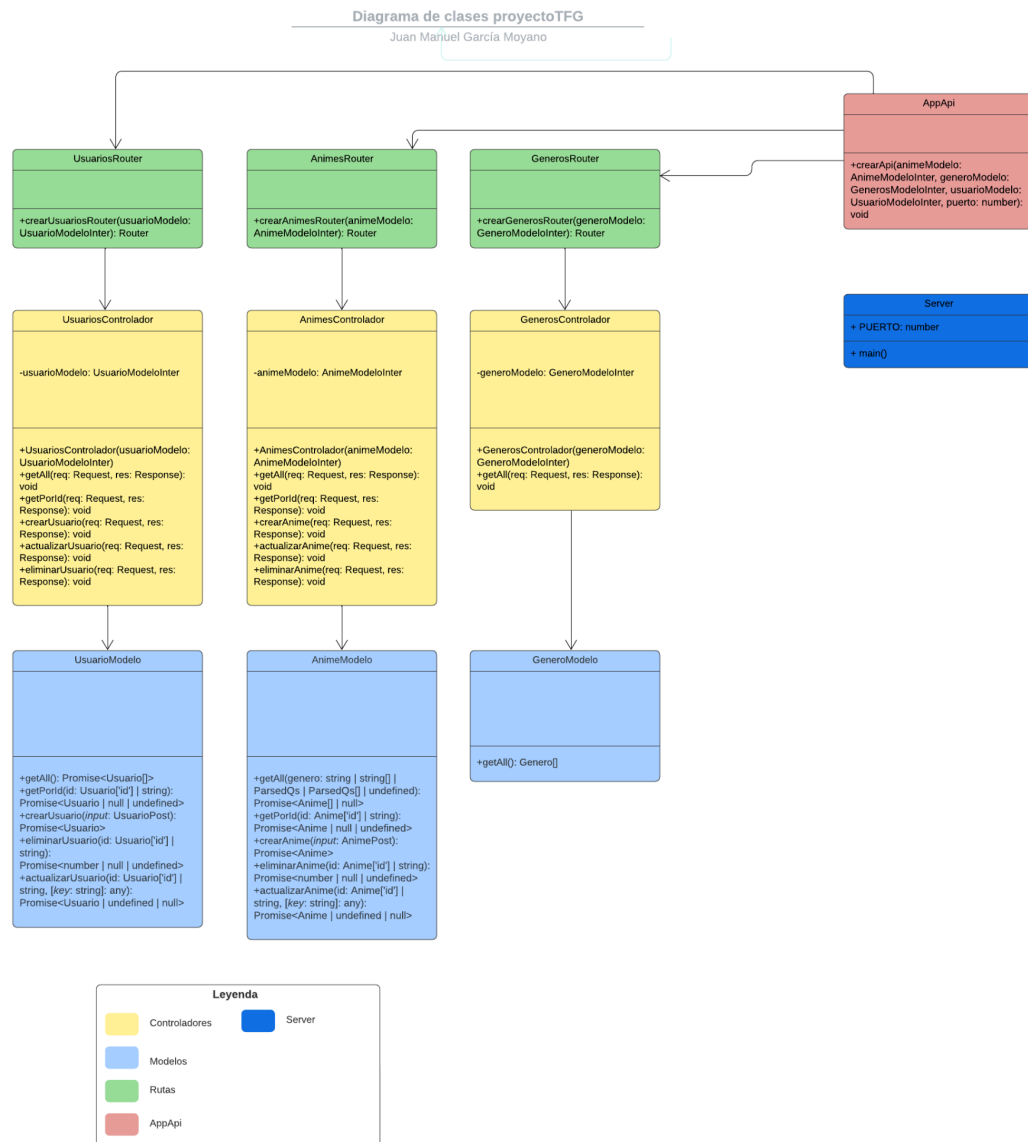 Diagrama de clases proyectoTFG
Juan Manuel García Moyano
AppApi
+crearApi(animeModelo:
AnimeModeloInter, generoModelo:
GenerosModeloInter, usuarioModelo:
UsuarioModeloInter, puerto: number):
void
UsuariosRouter
+crearUsuariosRouter(usuarioModelo:
UsuarioModeloInter): Router
AnimesRouter
+crearAnimesRouter(animeModelo:
AnimeModeloInter): Router
GenerosRouter
+crearGenerosRouter(generoModelo:
GeneroModeloInter): Router
Server
+ PUERTO: number
+ main()
UsuariosControlador
-usuarioModelo: UsuarioModeloInter
+UsuariosControlador(usuarioModelo:
UsuarioModeloInter)
+getAll(req: Request, res: Response):
void
+getPorId(req: Request, res:
Response): void
+crearUsuario(req: Request, res:
Response): void
+actualizarUsuario(req: Request, res:
Response): void
+eliminarUsuario(req: Request, res:
Response): void
AnimesControlador
-animeModelo: AnimeModeloInter
+AnimesControlador(animeModelo:
AnimeModeloInter)
+getAll(req: Request, res: Response):
void
+getPorId(req: Request, res:
Response): void
+crearAnime(req: Request, res:
Response): void
+actualizarAnime(req: Request, res:
Response): void
+eliminarAnime(req: Request, res:
Response): void
GenerosControlador
-generoModelo: GeneroModeloInter
+GenerosControlador(generoModelo:
GeneroModeloInter)
+getAll(req: Request, res: Response):
void
UsuarioModelo
+getAll(): Promise<Usuario[]>
+getPorId(id: Usuario['id'] | string):
Promise<Usuario | null | undefined>
+crearUsuario(input: UsuarioPost):
Promise<Usuario>
+eliminarUsuario(id: Usuario['id'] |
string):
Promise<number | null | undefined>
+actualizarUsuario(id: Usuario['id'] |
string, [key: string]: any):
Promise<Usuario | undefined | null>
AnimeModelo
+getAll(genero: string | string[] |
ParsedQs | ParsedQs[] | undefined):
Promise<Anime[] | null>
+getPorId(id: Anime['id'] | string):
Promise<Anime | null | undefined>
+crearAnime(input: AnimePost):
Promise<Anime>
+eliminarAnime(id: Anime['id'] | string):
Promise<number | null | undefined>
+actualizarAnime(id: Anime['id'] |
string, [key: string]: any):
Promise<Anime | undefined | null>
GeneroModelo
+getAll(): Genero[]
Leyenda
Controladores
Server
Modelos
Rutas
AppApi